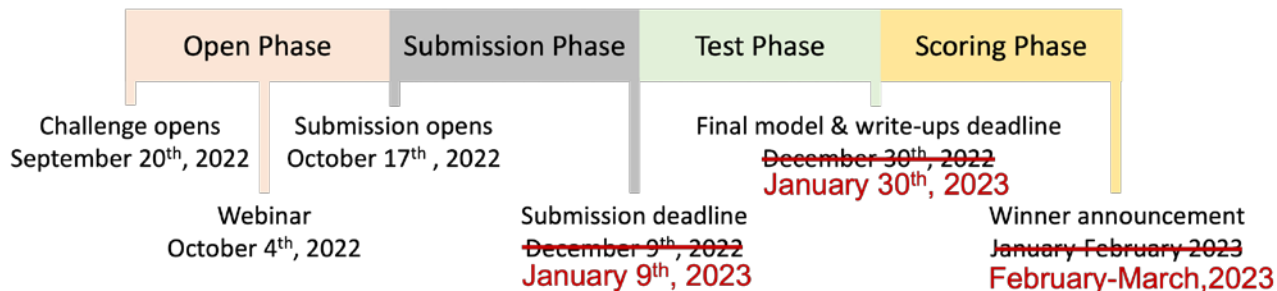 Open Phase
Submission Phase
Test Phase
Scoring Phase
Challenge opens
September 20th, 2022
Submission opens
October 17th , 2022
Final model & write-ups deadline
December 30th, 2022
January 30th, 2023
Webinar
October 4th, 2022
Submission deadline
December 9th, 2022
January 9th, 2023
Winner announcement
January-February 2023
February-March,2023